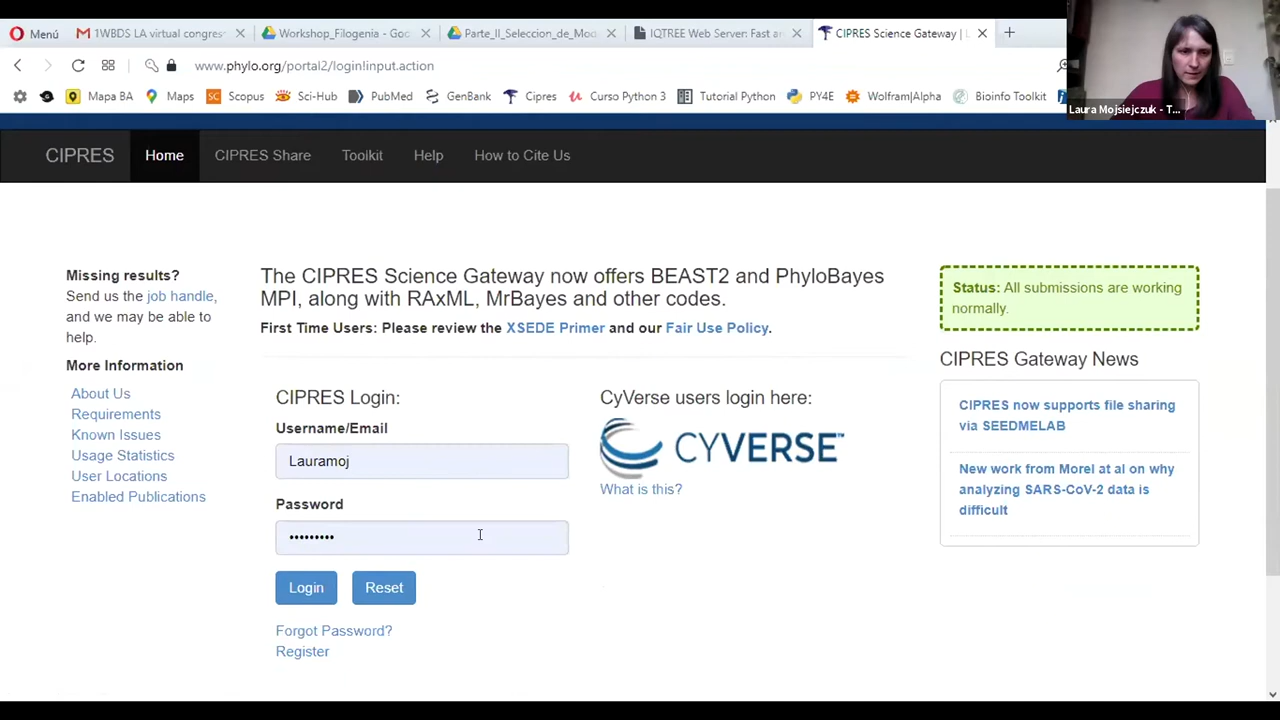 Menú
1WBDS LA virtual congres
Workshop_Filogenia - Goo
Parte_II_Seleccion_de_Mod
IQTREE Web Server: Fast an
CIPRES Science Gateway | L
www.phylo.org/portal2/login!input.action
Mapa BA
Maps
SC Scopus
Sci-Hub
PubMed
GenBank
Cipres
Curso Python 3
Tutorial Python
PY4E
Wolfram|Alpha
Bioinfo Toolkit
Laura Mojsiejczuk - T...
CIPRES
Home
CIPRES Share
Toolkit
Help
How to Cite Us
Missing results?
Send us the job handle,
and we may be able to
help.
More Information
About Us
Requirements
Known Issues
Usage Statistics
User Locations
Enabled Publications
The CIPRES Science Gateway now offers BEAST2 and PhyloBayes
MPI, along with RAxML, MrBayes and other codes.
First Time Users: Please review the XSEDE Primer and our Fair Use Policy.
CIPRES Login:
Username/Email
Lauramoj
Password
•••••••••
Login
Reset
Forgot Password?
Register
CyVerse users login here:
CYVERSE™
What is this?
Status: All submissions are working
normally.
CIPRES Gateway News
CIPRES now supports file sharing
via SEEDMELAB
New work from Morel at al on why
analyzing SARS-CoV-2 data is
difficult